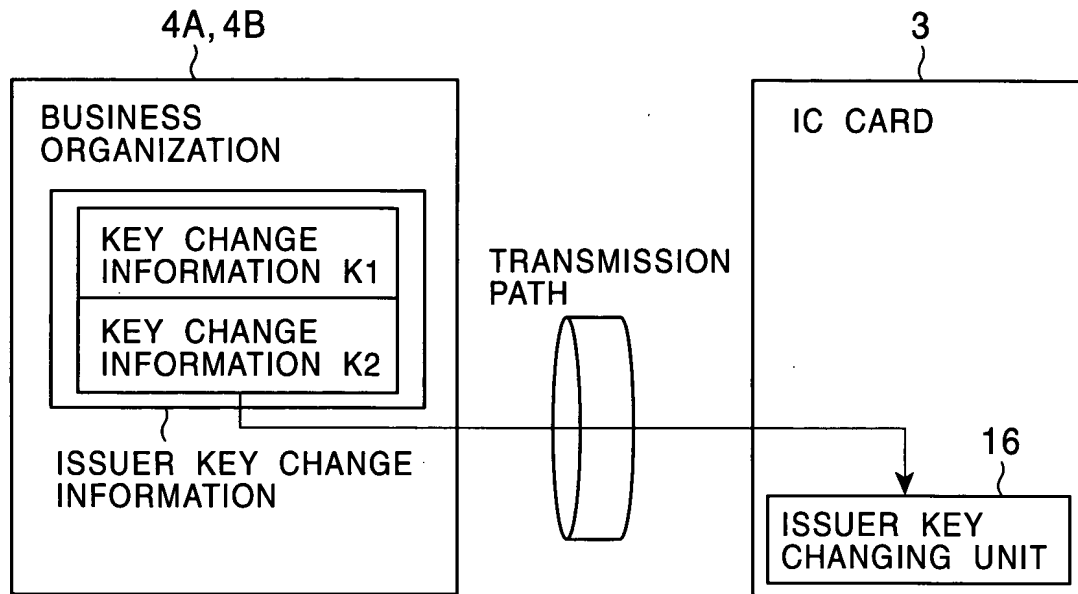 4A, 4B
3
BUSINESS
ORGANIZATION
IC CARD
KEY CHANGE
INFORMATION K1
KEY CHANGE
INFORMATION K2
TRANSMISSION
PATH
ISSUER KEY CHANGE
INFORMATION
16
ISSUER KEY
CHANGING UNIT